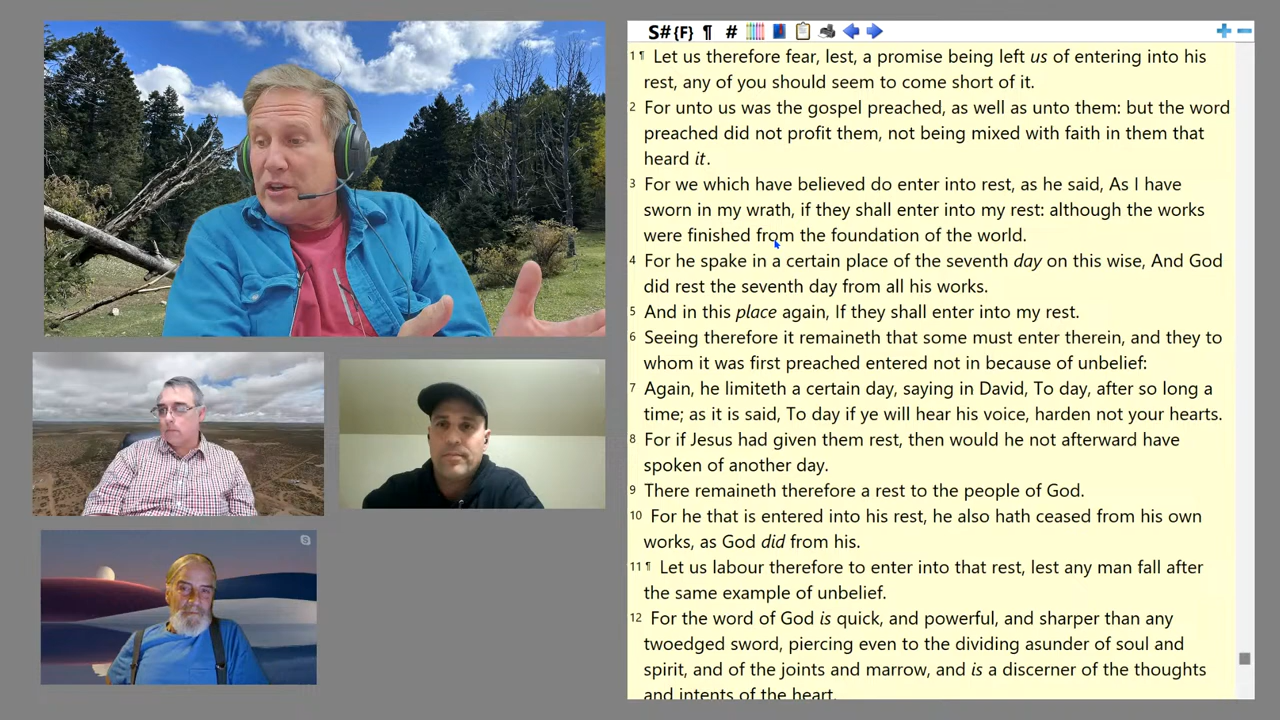 S# {F} ¶ #
1 ¶ Let us therefore fear, lest, a promise being left us of entering into his
rest, any of you should seem to come short of it.
2 For unto us was the gospel preached, as well as unto them: but the word
preached did not profit them, not being mixed with faith in them that
heard it.
3 For we which have believed do enter into rest, as he said, As I have
sworn in my wrath, if they shall enter into my rest: although the works
were finished from the foundation of the world.
4 For he spake in a certain place of the seventh day on this wise, And God
did rest the seventh day from all his works.
5 And in this place again, If they shall enter into my rest.
6 Seeing therefore it remaineth that some must enter therein, and they to
whom it was first preached entered not in because of unbelief:
7 Again, he limiteth a certain day, saying in David, To day, after so long a
time; as it is said, To day if ye will hear his voice, harden not your hearts.
8 For if Jesus had given them rest, then would he not afterward have
spoken of another day.
9 There remaineth therefore a rest to the people of God.
10 For he that is entered into his rest, he also hath ceased from his own
works, as God did from his.
11 ¶ Let us labour therefore to enter into that rest, lest any man fall after
the same example of unbelief.
12 For the word of God is quick, and powerful, and sharper than any
twoedged sword, piercing even to the dividing asunder of soul and
spirit, and of the joints and marrow, and is a discerner of the thoughts
and intents of the heart.